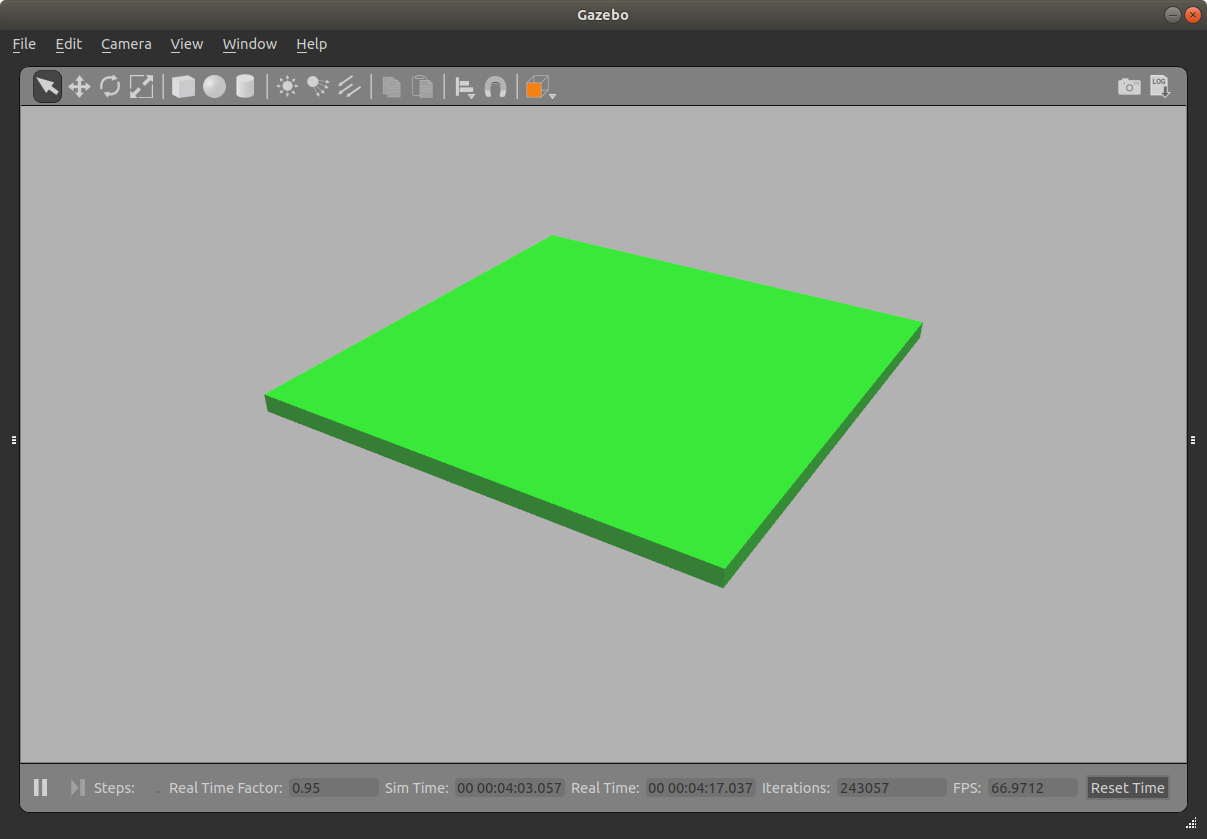 Gazebo
File Edit Camera View Window Help
LOG
Steps: Real Time Factor: 0.95 Sim Time: 00 00:04:03.057 Real Time: 00 00:04:17.037 Iterations: 243057 FPS: 66.9712 Reset Time